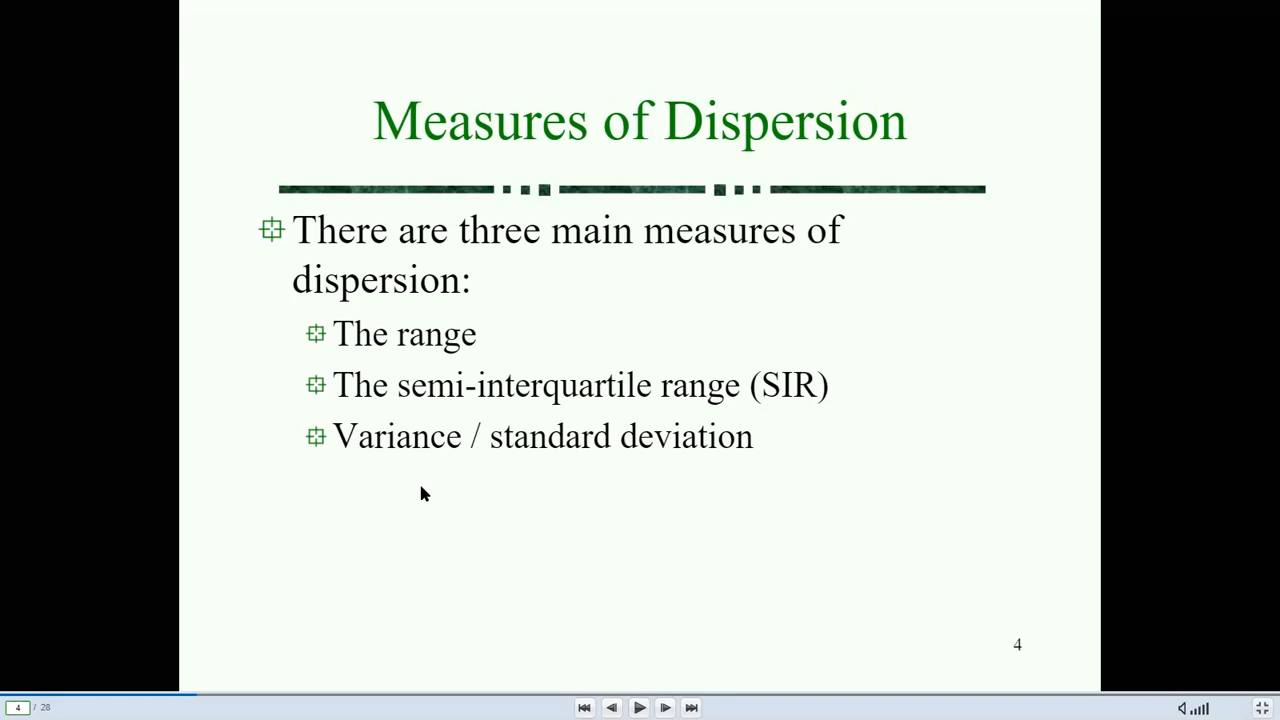 Measures of Dispersion
There are three main measures of
dispersion:
The range
The semi-interquartile range (SIR)
Variance / standard deviation
4
4 / 28